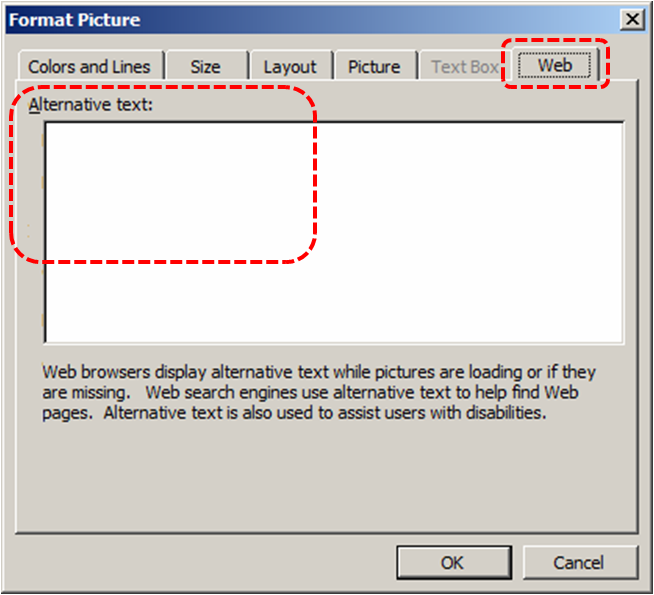 Format Picture
Colors and Lines Size Layout Picture Text Box Web
Alternative text:
Web browsers display alternative text while pictures are loading or if they
are missing.   Web search engines use alternative text to help find Web
pages.  Alternative text is also used to assist users with disabilities.
OK Cancel